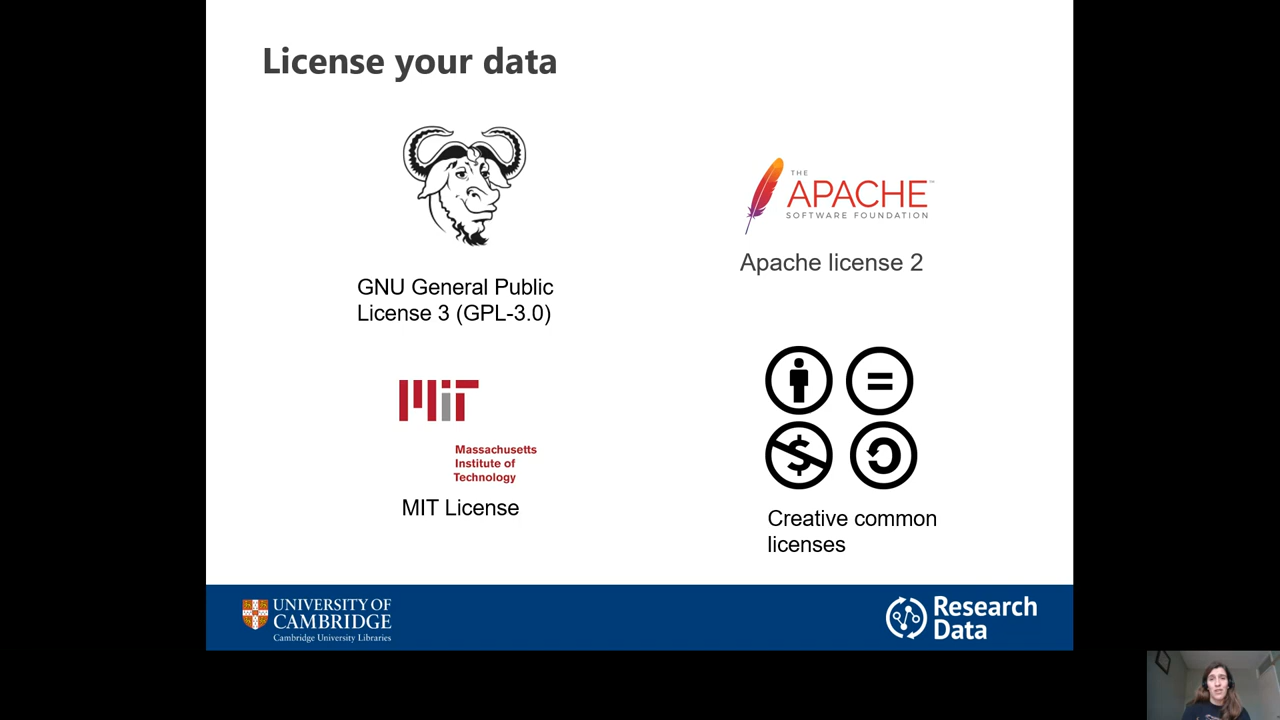 License your data
THE
APACHE
SOFTWARE FOUNDATION
Apache license 2
GNU General Public
License 3 (GPL-3.0)
MiT
Massachusetts
Institute of
Technology
MIT License
Creative common
licenses
UNIVERSITY OF
CAMBRIDGE
Cambridge University Libraries
Research
Data